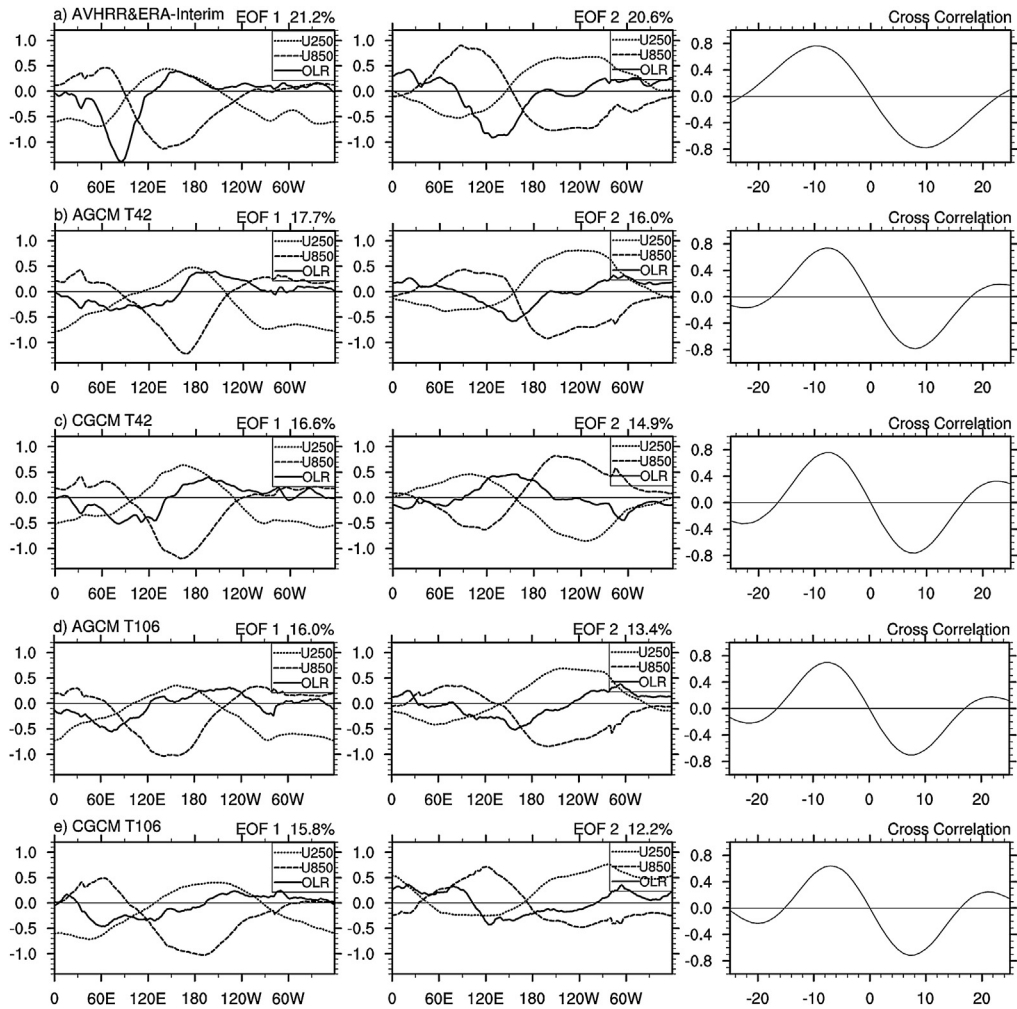 a) AVHRR&ERA-Interim EOF 1 21.2% EOF 2 20.6% Cross Correlation
1.0 U250 1.0 U250 0.8
0.5 U850 0.5 U850 0.4
OLR OLR
0.0 0.0 0.0
-0.5 -0.5 -0.4
-1.0 -1.0 -0.8
0 60E 120E 180 120W 60W 0 60E 120E 180 120W 60W -20 -10 0 10 20
b) AGCM T42 EOF 1 17.7% EOF 2 16.0% Cross Correlation
1.0 U250 1.0 U250 0.8
0.5 U850 0.5 U850 0.4
OLR OLR
0.0 0.0 0.0
-0.5 -0.5 -0.4
-1.0 -1.0 -0.8
0 60E 120E 180 120W 60W 0 60E 120E 180 120W 60W -20 -10 0 10 20
c) CGCM T42 EOF 1 16.6% EOF 2 14.9% Cross Correlation
1.0 U250 1.0 U250 0.8
0.5 U850 0.5 U850 0.4
OLR OLR
0.0 0.0 0.0
-0.5 -0.5 -0.4
-1.0 -1.0 -0.8
0 60E 120E 180 120W 60W 0 60E 120E 180 120W 60W -20 -10 0 10 20
d) AGCM T106 EOF 1 16.0% EOF 2 13.4% Cross Correlation
1.0 U250 1.0 U250 0.8
0.5 U850 0.5 U850 0.4
OLR OLR
0.0 0.0 0.0
-0.5 -0.5 -0.4
-1.0 -1.0 -0.8
0 60E 120E 180 120W 60W 0 60E 120E 180 120W 60W -20 -10 0 10 20
e) CGCM T106 EOF 1 15.8% EOF 2 12.2% Cross Correlation
1.0 U250 1.0 U250 0.8
0.5 U850 0.5 U850 0.4
OLR OLR
0.0 0.0 0.0
-0.5 -0.5 -0.4
-1.0 -1.0 -0.8
0 60E 120E 180 120W 60W 0 60E 120E 180 120W 60W -20 -10 0 10 20